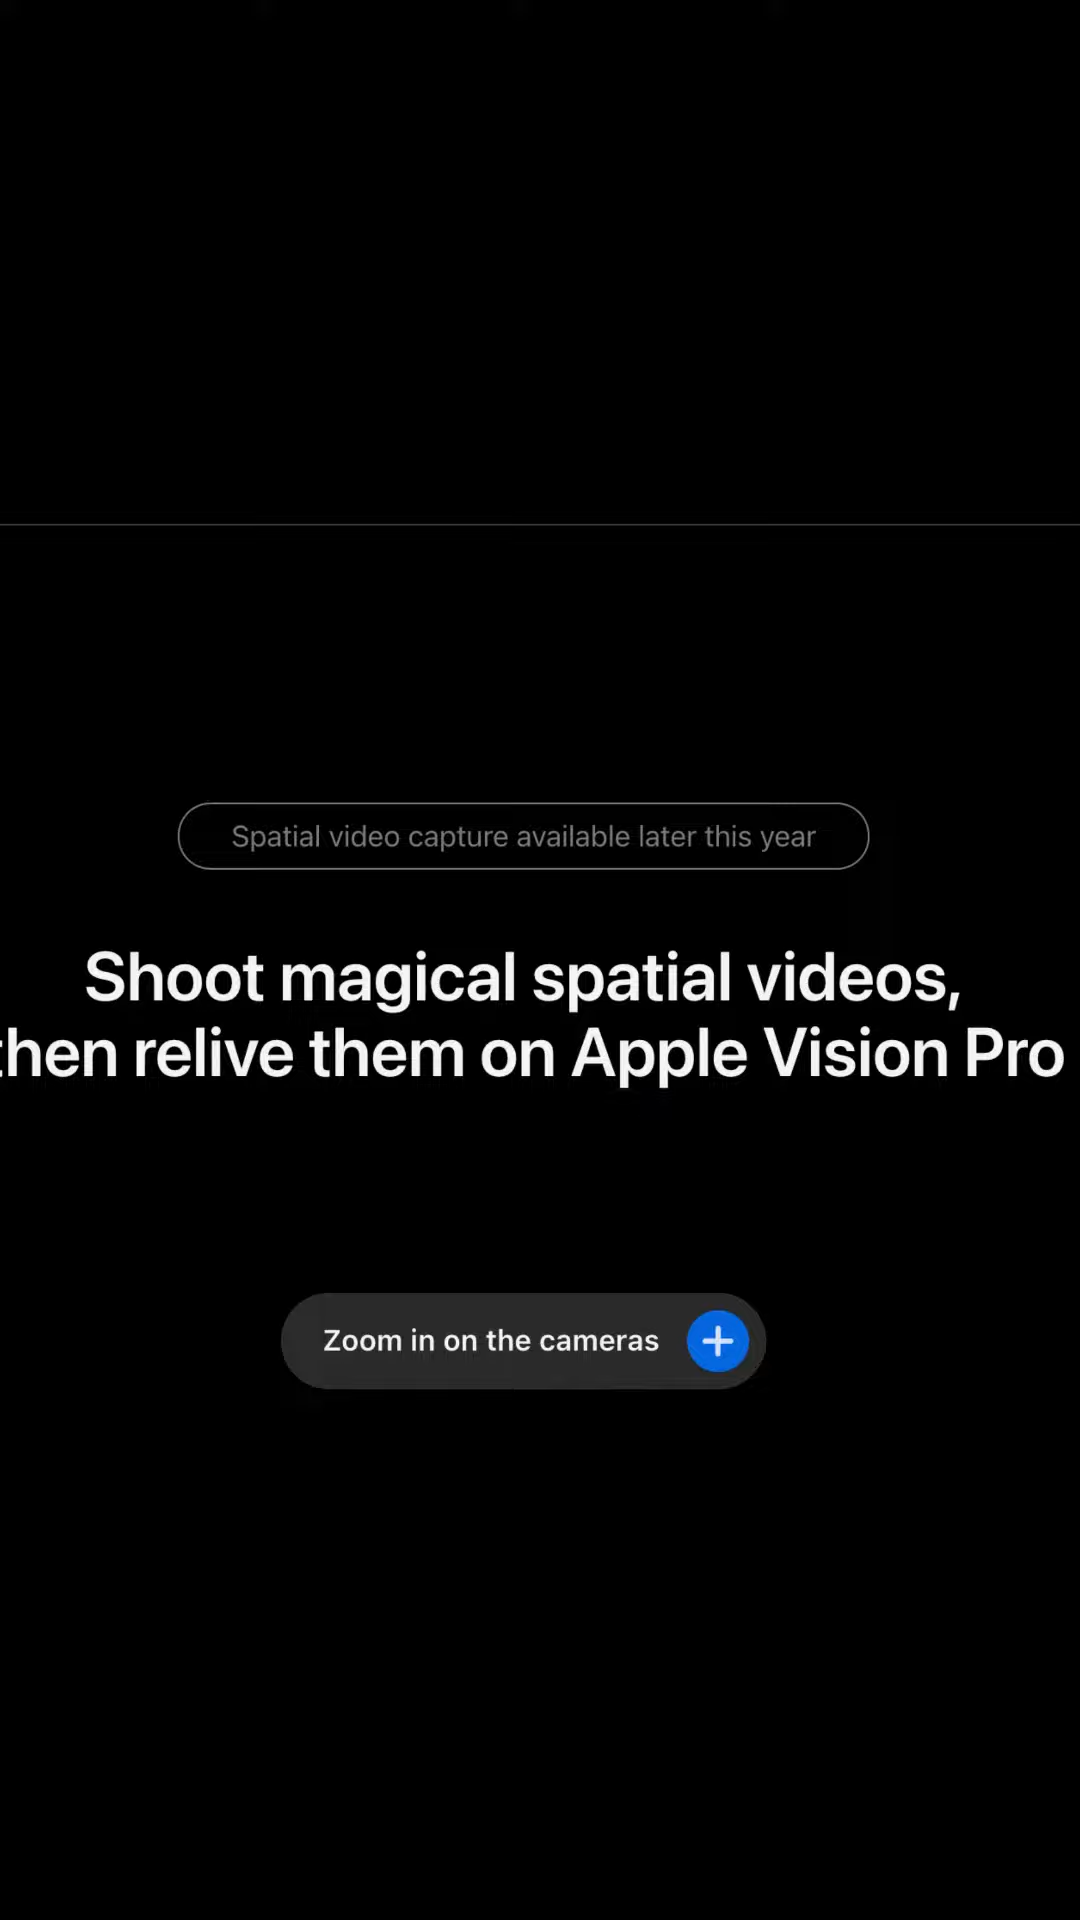 Spatial video capture available later this year
Shoot magical spatial videos,
then relive them on Apple Vision Pro
Zoom in on the cameras